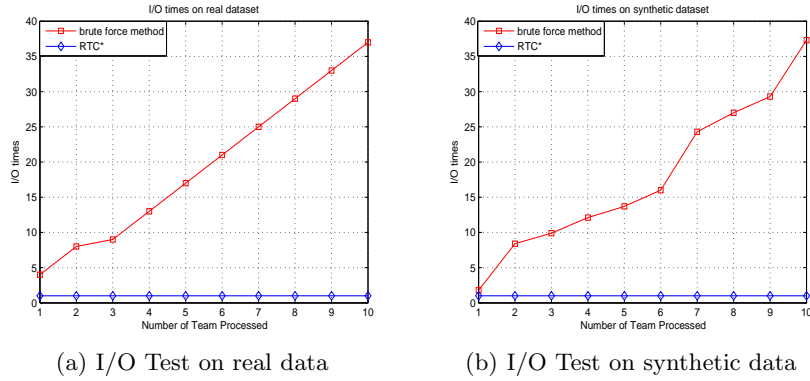 I/O times on real dataset
brute force method
RTC*
I/O times
40
35
30
25
20
15
10
5
0
1 2 3 4 5 6 7 8 9 10
Number of Team Processed
(a) I/O Test on real data
I/O times on synthetic dataset
brute force method
RTC*
I/O times
40
35
30
25
20
15
10
5
0
1 2 3 4 5 6 7 8 9 10
Number of Team Processed
(b) I/O Test on synthetic data